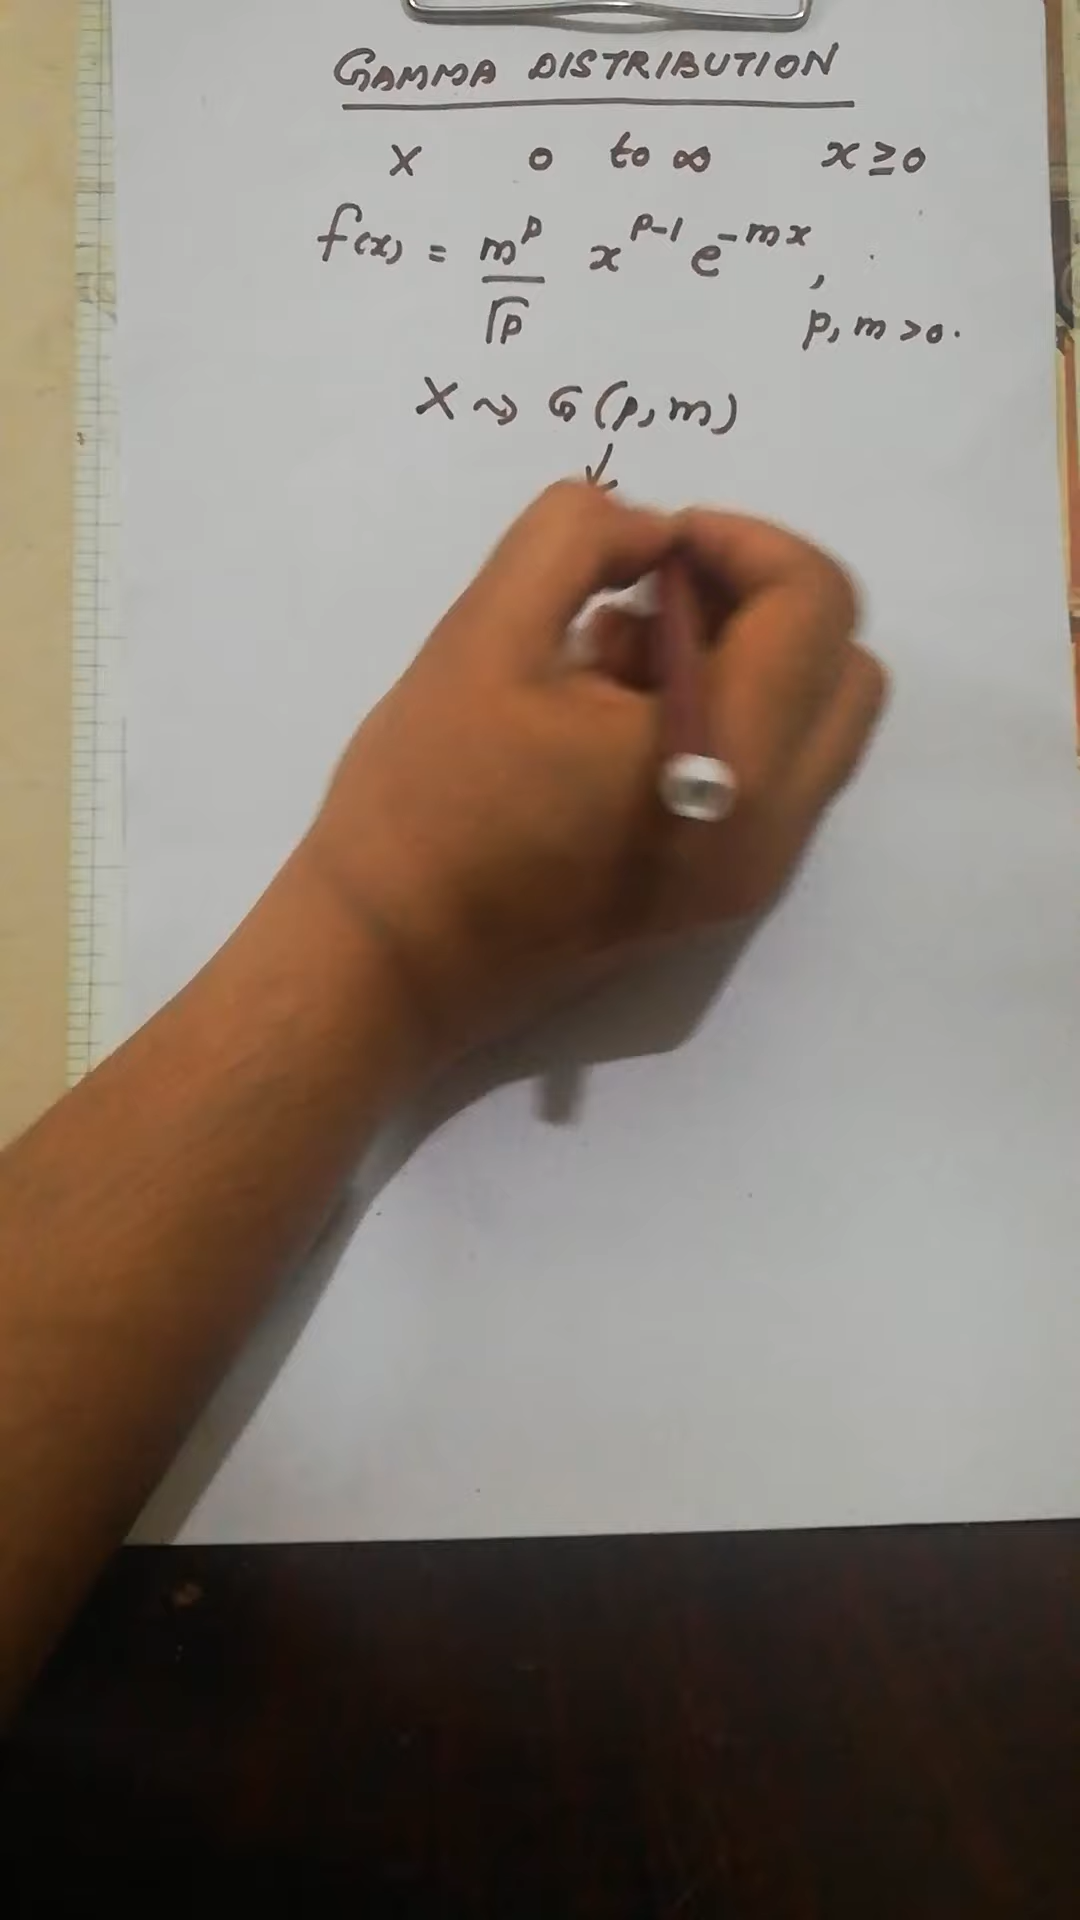 GAMMA DISTRIBUTION
X 0 to ∞ x ≥ 0
f(x) = m^p / Γp x^p-1 e^-mx,
p, m > 0.
X ~> G (p, m)
↓